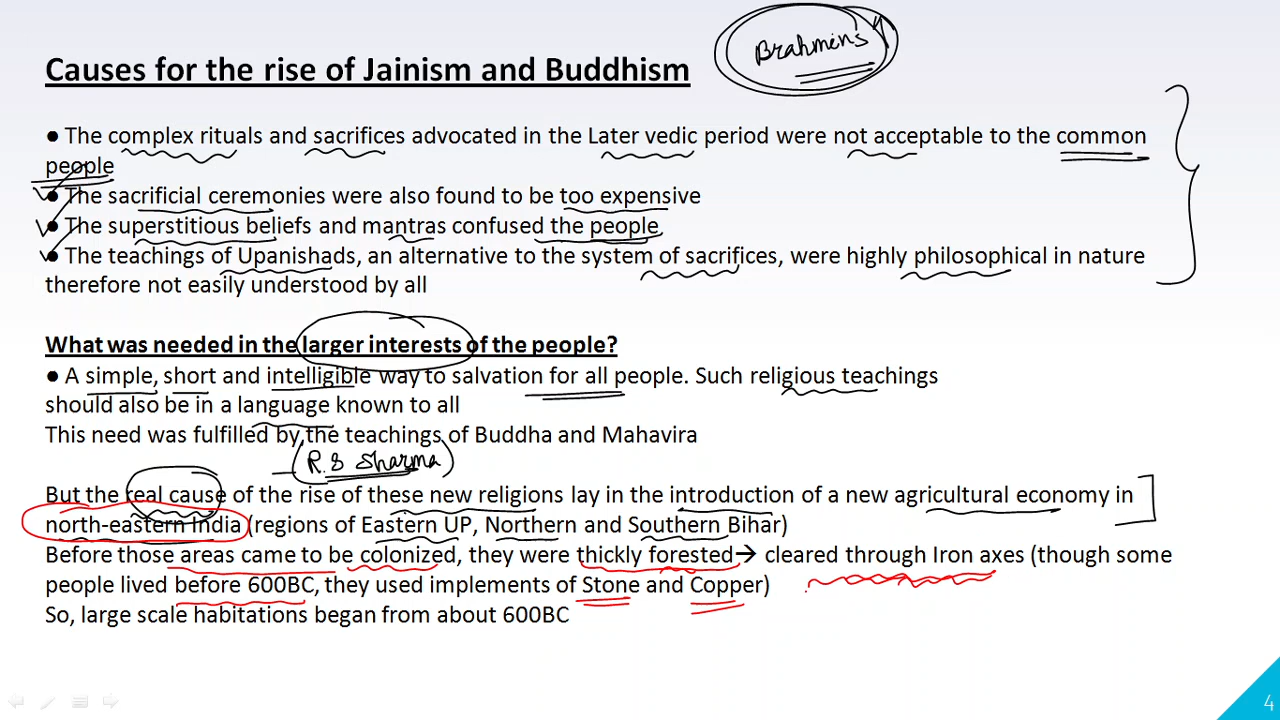 Brahmins
Causes for the rise of Jainism and Buddhism
● The complex rituals and sacrifices advocated in the Later vedic period were not acceptable to the common
people
● The sacrificial ceremonies were also found to be too expensive
● The superstitious beliefs and mantras confused the people
● The teachings of Upanishads, an alternative to the system of sacrifices, were highly philosophical in nature
therefore not easily understood by all
What was needed in the larger interests of the people?
● A simple, short and intelligible way to salvation for all people. Such religious teachings
should also be in a language known to all
This need was fulfilled by the teachings of Buddha and Mahavira
R.S Sharma
But the real cause of the rise of these new religions lay in the introduction of a new agricultural economy in
north-eastern India (regions of Eastern UP, Northern and Southern Bihar)
Before those areas came to be colonized, they were thickly forested→ cleared through Iron axes (though some
people lived before 600BC, they used implements of Stone and Copper)
So, large scale habitations began from about 600BC
4